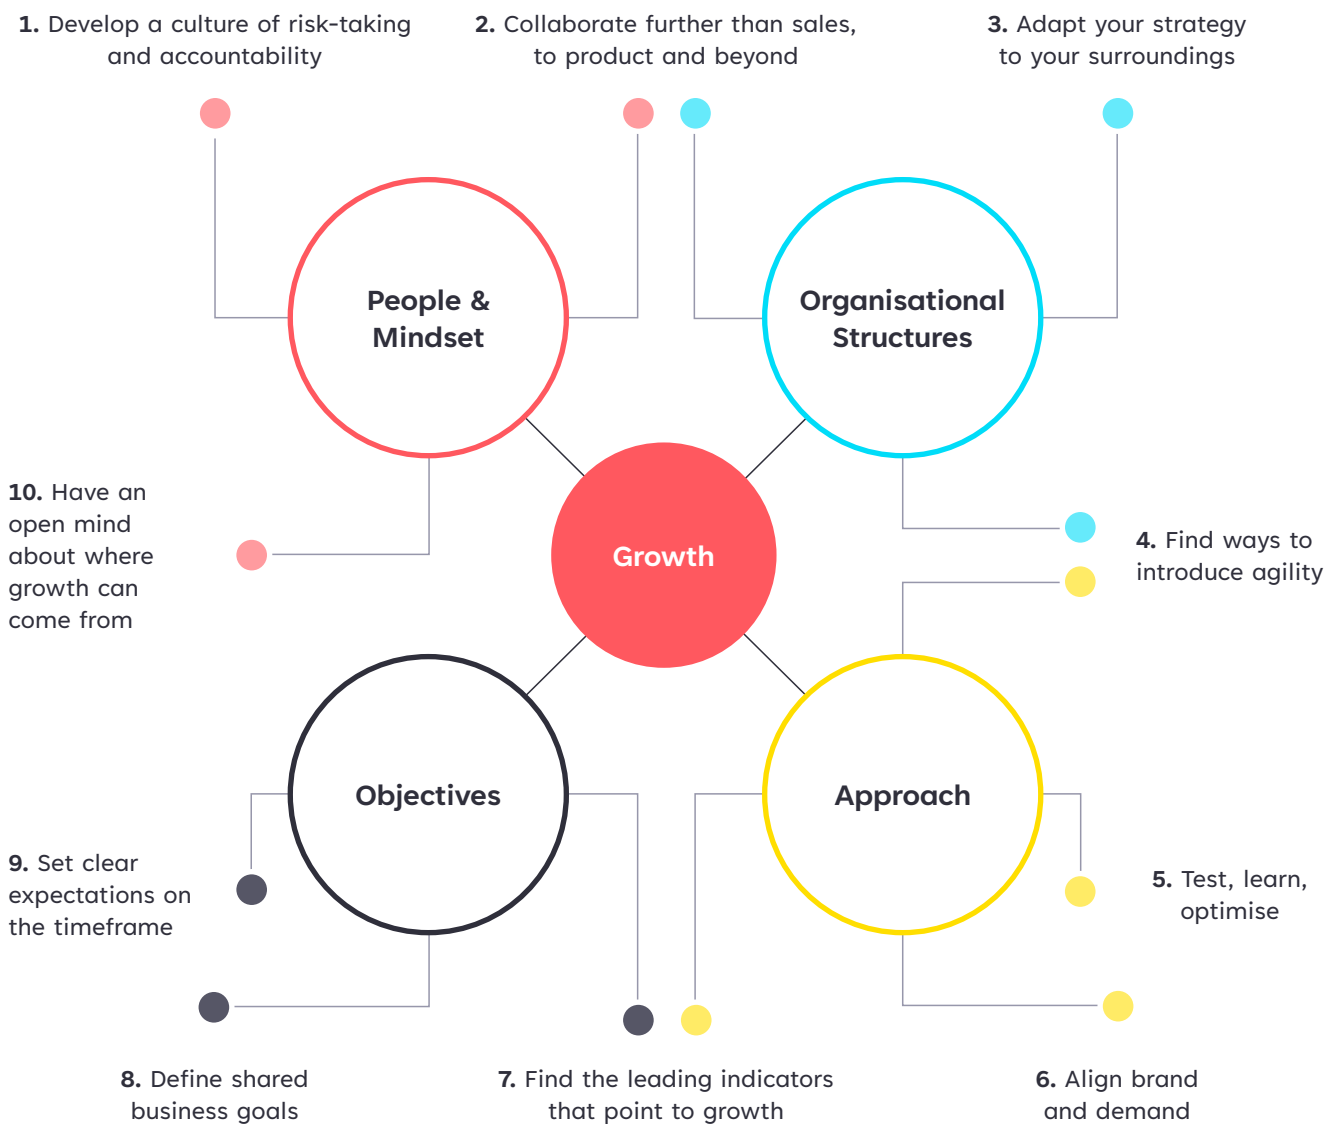 1. Develop a culture of risk-taking
and accountability
2. Collaborate further than sales,
to product and beyond
3. Adapt your strategy
to your surroundings
People &
Mindset
Organisational
Structures
10. Have an
open mind
about where
growth can
come from
Growth
4. Find ways to
introduce agility
Objectives
Approach
9. Set clear
expectations on
the timeframe
5. Test, learn,
optimise
8. Define shared
business goals
7. Find the leading indicators
that point to growth
6. Align brand
and demand